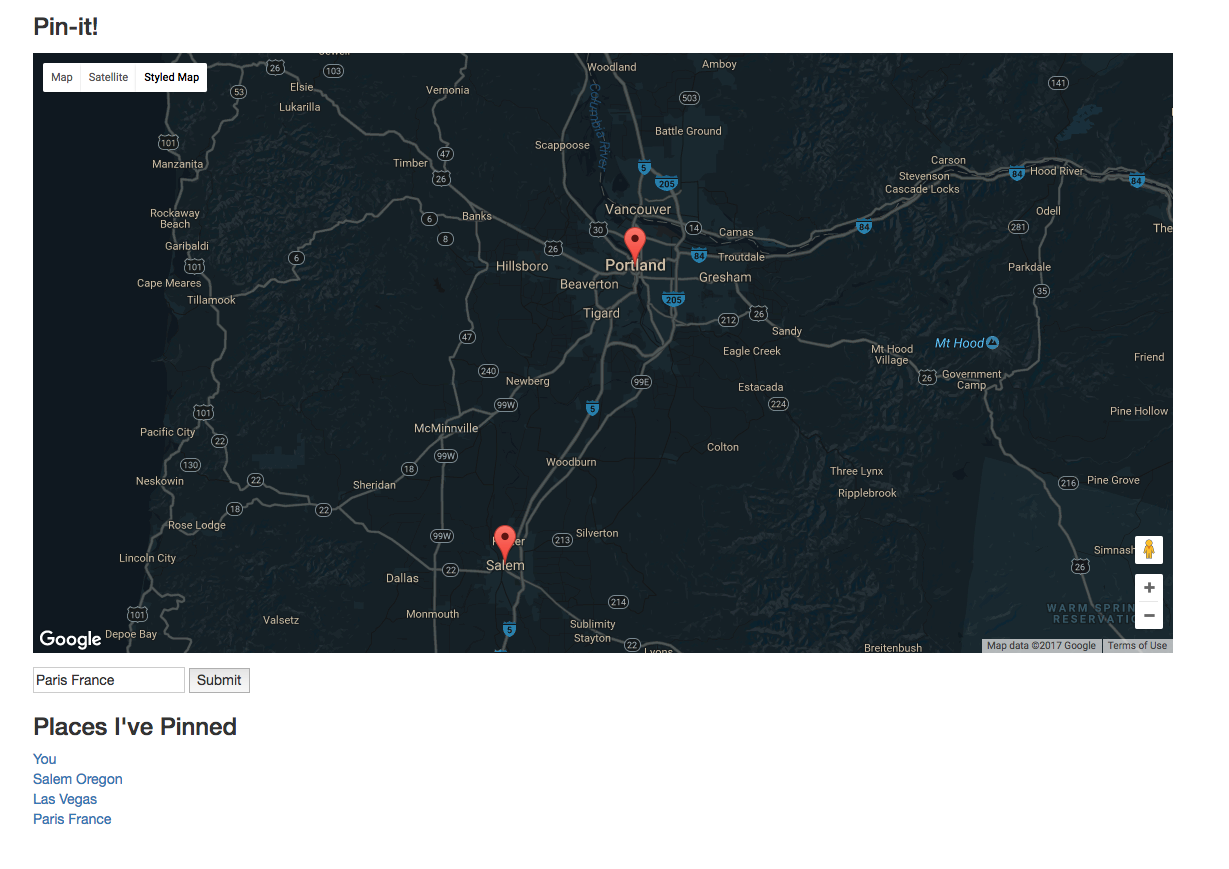 Pin-it!
Map Satellite Styled Map
Woodland Amboy
26 103 141
Elsie Vernonia
53 503
Lukarilla
Columbia River
Battle Ground
101 Scappoose
47
Manzanita Timber 5 Carson
26 205 Stevenson 84 Hood River 84
Cascade Locks
Rockaway Beach
6 Banks Vancouver Odell
30 14 Camas 84 281 The
Garibaldi 8 26
6 84 Troutdale
101 Hillsboro Portland Parkdale
Cape Meares Beaverton Gresham
Tillamook 205 35
Tigard 212 26
47 Sandy
Eagle Creek Mt Hood Village Mt Hood
Friend
240 Newberg 99E 26 Government Camp
Estacada
99W 5 224
101 Pine Hollow
Pacific City McMinnville
22 Colton
130 99W Woodburn
18 Three Lynx
Neskowin 22 Sheridan 216 Pine Grove
Ripplebrook
18 22
Rose Lodge
99W 213 Silverton
Lincoln City Simnash
Salem 26
Dallas 22
214
101 Monmouth WARM SPRIN
Valsetz Sublimity RESERVATIO
Google Depoe Bay 5 Stayton
22 Lyons Breitenbush
Map data ©2017 Google Terms of Use
Paris France Submit
Places I've Pinned
You
Salem Oregon
Las Vegas
Paris France